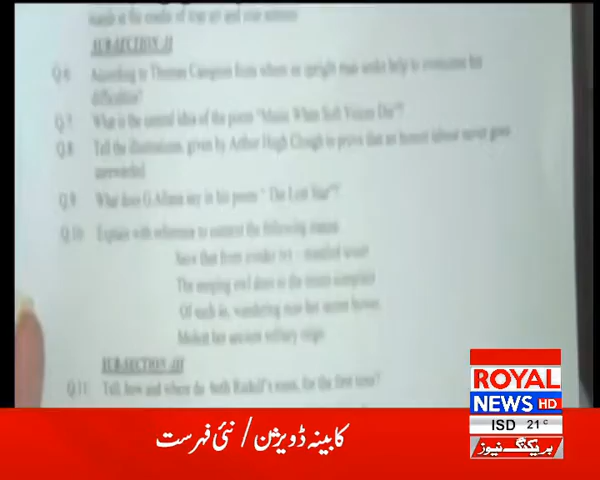 SUB-SECTION-II
Q.6 According to Thomas Campion from where an upright man seeks help to overcome his
difficulties?
Q.7 What is the central idea of the poem "Music When Soft Voices Die"?
Q.8 Tell the illustrations, given by Arthur Hugh Clough to prove that an honest labour never goes
unrewarded.
Q.9 What does G.Allana say in his poem " The Lost Star"?
Q.10 Explain with reference to context the following stanza:
Save that from yonder ivy - mantled tower
The moping owl does to the moon complain
Of such as, wandering near her secret bower,
Molest her ancient solitary reign.
SUB-SECTION-III
Q.11 Tell, how and where did Rudolf's for the first time?
ROYAL
NEWS HD
ISD 21°C
بریکنگ نیوز
کابینہ ڈویژن / نئی فہرست